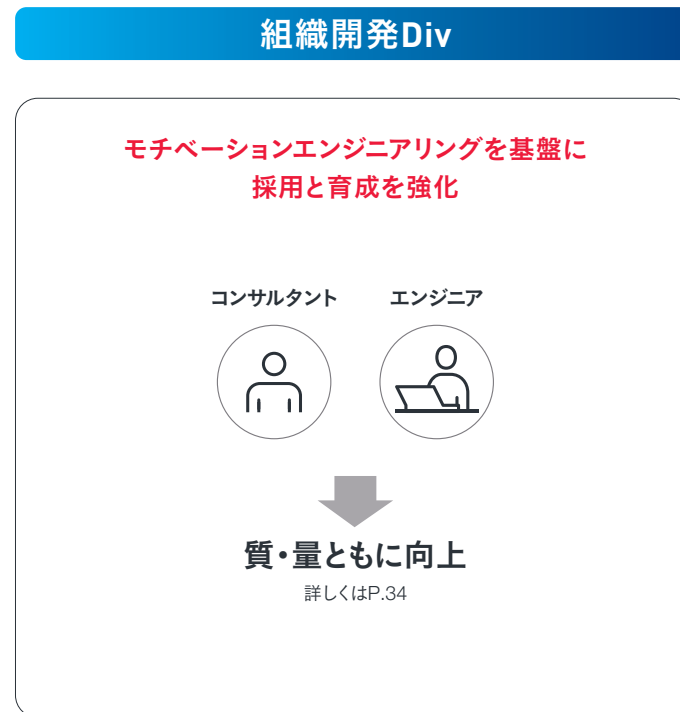 組織開発Div
モチベーションエンジニアリングを基盤に
採用と育成を強化
コンサルタント
エンジニア
質・量ともに向上
詳しくはP.34